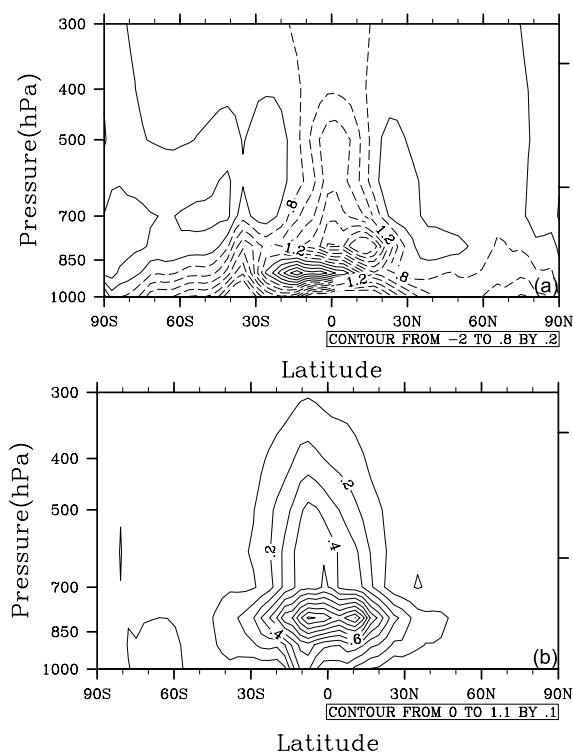 300
400
500
700
850
1000
Pressure(hPa)
.8
1.2
1.2
1.2
.8
(a)
90S 60S 30S 0 30N 60N 90N
CONTOUR FROM -2 TO .8 BY .2
Latitude
300
400
500
700
850
1000
Pressure(hPa)
.2
.2
.4
.4
.6
(b)
90S 60S 30S 0 30N 60N 90N
CONTOUR FROM 0 TO 1.1 BY .1
Latitude